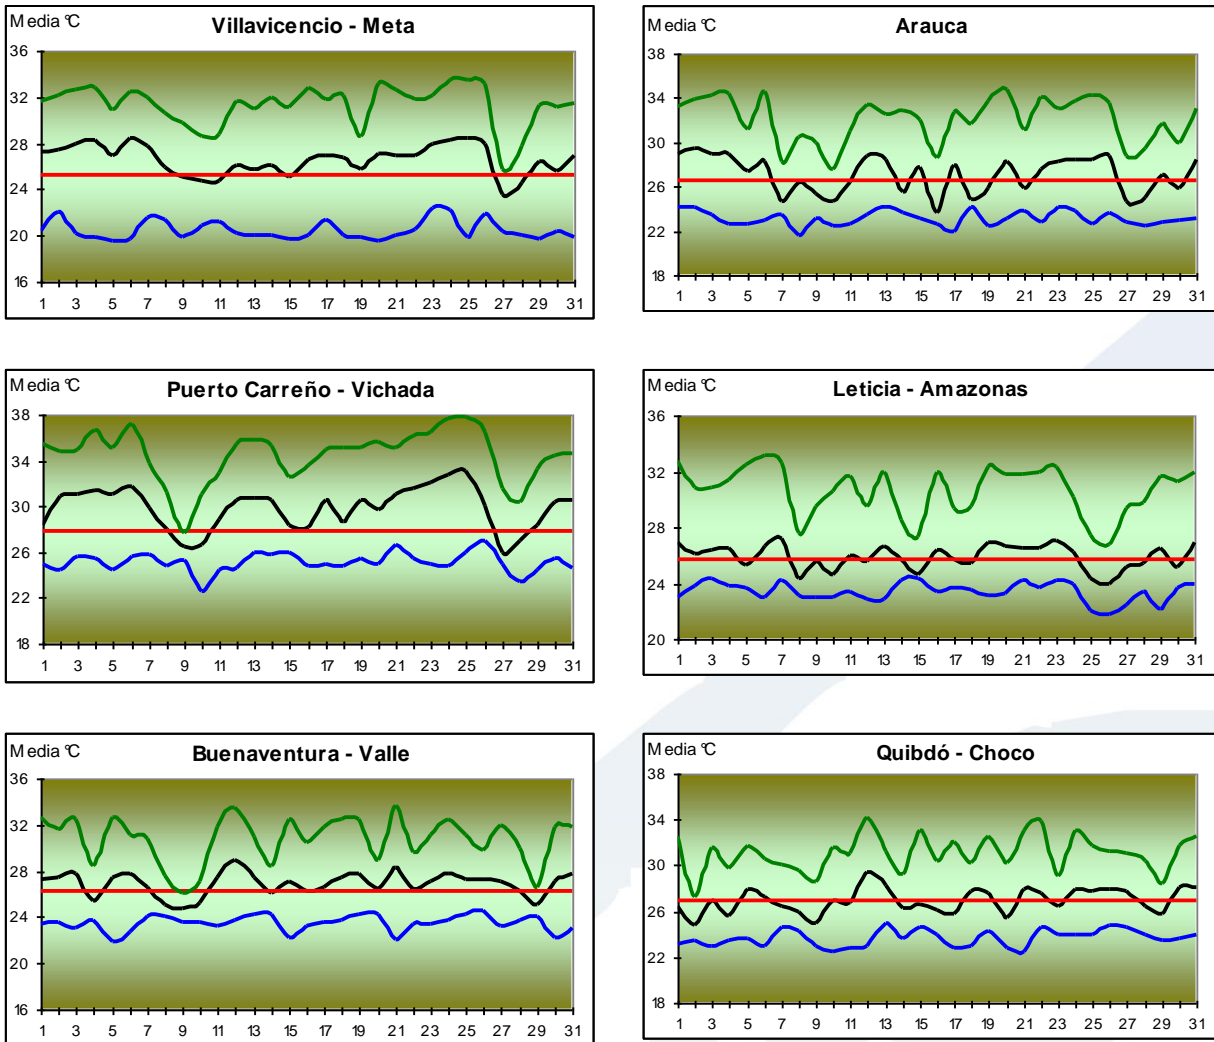 Media °C
Villavicencio - Meta
36
32
28
24
20
16
1 3 5 7 9 11 13 15 17 19 21 23 25 27 29 31
Media °C
Arauca
38
34
30
26
22
18
1 3 5 7 9 11 13 15 17 19 21 23 25 27 29 31
Media °C
Puerto Carreño - Vichada
38
34
30
26
22
18
1 3 5 7 9 11 13 15 17 19 21 23 25 27 29 31
Media °C
Leticia - Amazonas
36
32
28
24
20
1 3 5 7 9 11 13 15 17 19 21 23 25 27 29 31
Media °C
Buenaventura - Valle
36
32
28
24
20
16
1 3 5 7 9 11 13 15 17 19 21 23 25 27 29 31
Media °C
Quibdó - Choco
38
34
30
26
22
18
1 3 5 7 9 11 13 15 17 19 21 23 25 27 29 31